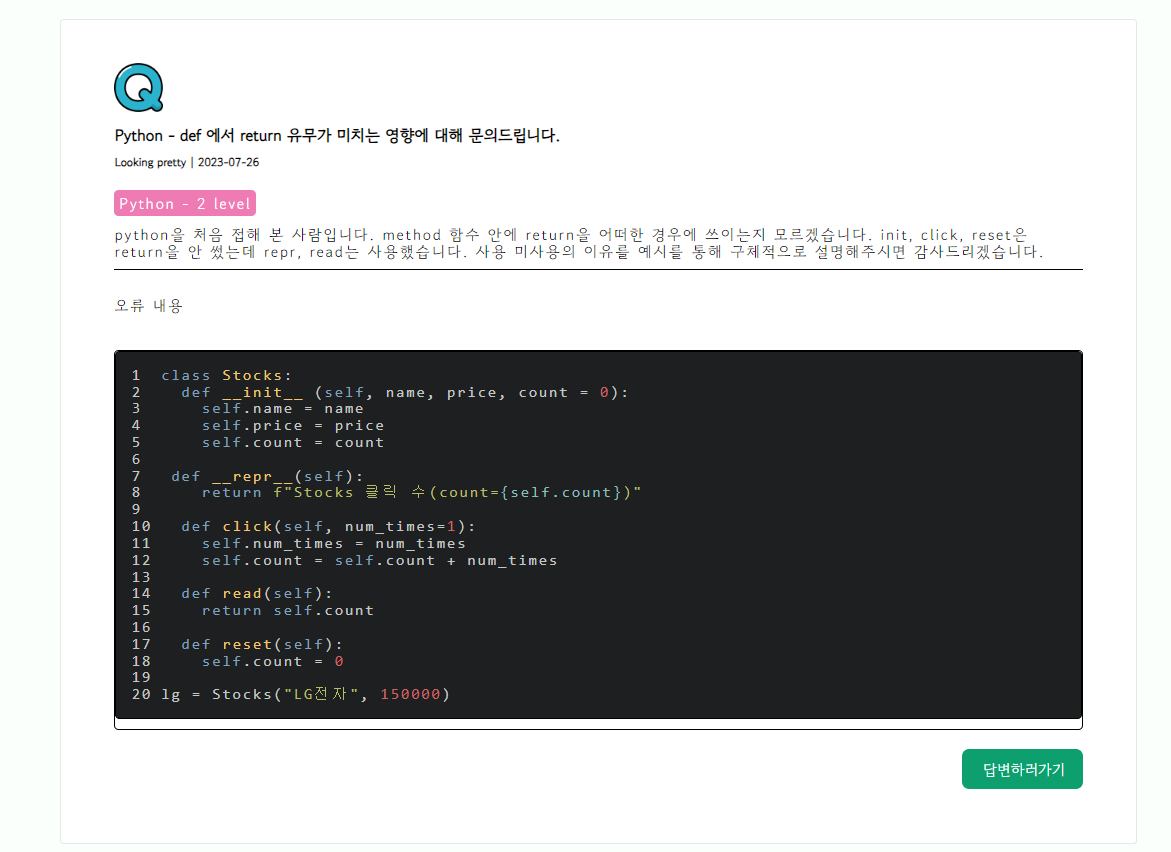 Q
Python - def 에서 return 유무가 미치는 영향에 대해 문의드립니다.
Looking pretty | 2023-07-26
Python - 2 level
python을 처음 접해 본 사람입니다. method 함수 안에 return을 어떠한 경우에 쓰이는지 모르겠습니다. init, click, reset은
return을 안 썼는데 repr, read는 사용했습니다. 사용 미사용의 이유를 예시를 통해 구체적으로 설명해주시면 감사드리겠습니다.
오류 내용
1 class Stocks:
2   def __init__ (self, name, price, count = 0):
3     self.name = name
4     self.price = price
5     self.count = count
6
7  def __repr__(self):
8     return f"Stocks 클릭 수(count={self.count})"
9
10   def click(self, num_times=1):
11     self.num_times = num_times
12     self.count = self.count + num_times
13
14   def read(self):
15     return self.count
16
17   def reset(self):
18     self.count = 0
19
20 lg = Stocks("LG전자", 150000)
답변하러가기